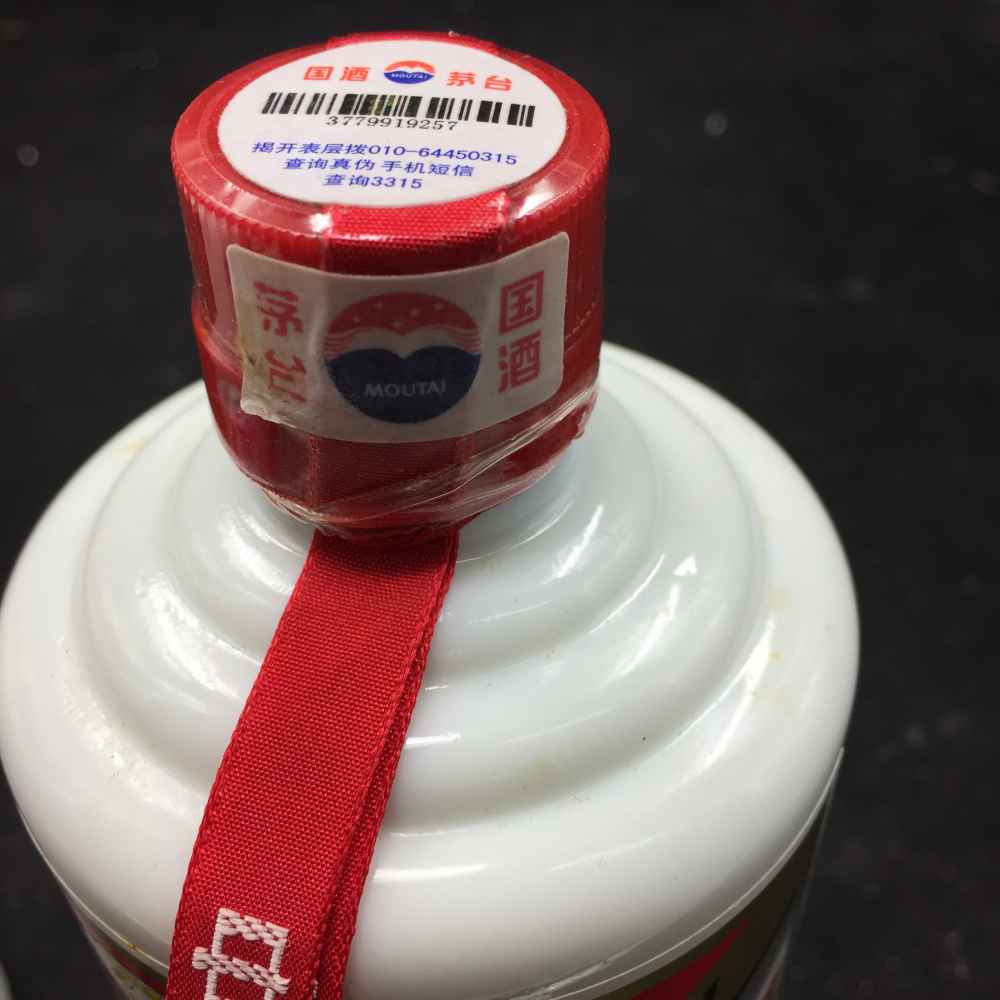 国酒 MOUTAI 茅台
3779919257
揭开表层拨010-64450315
查询真伪 手机短信
查询3315
茅台 MOUTAI 国酒